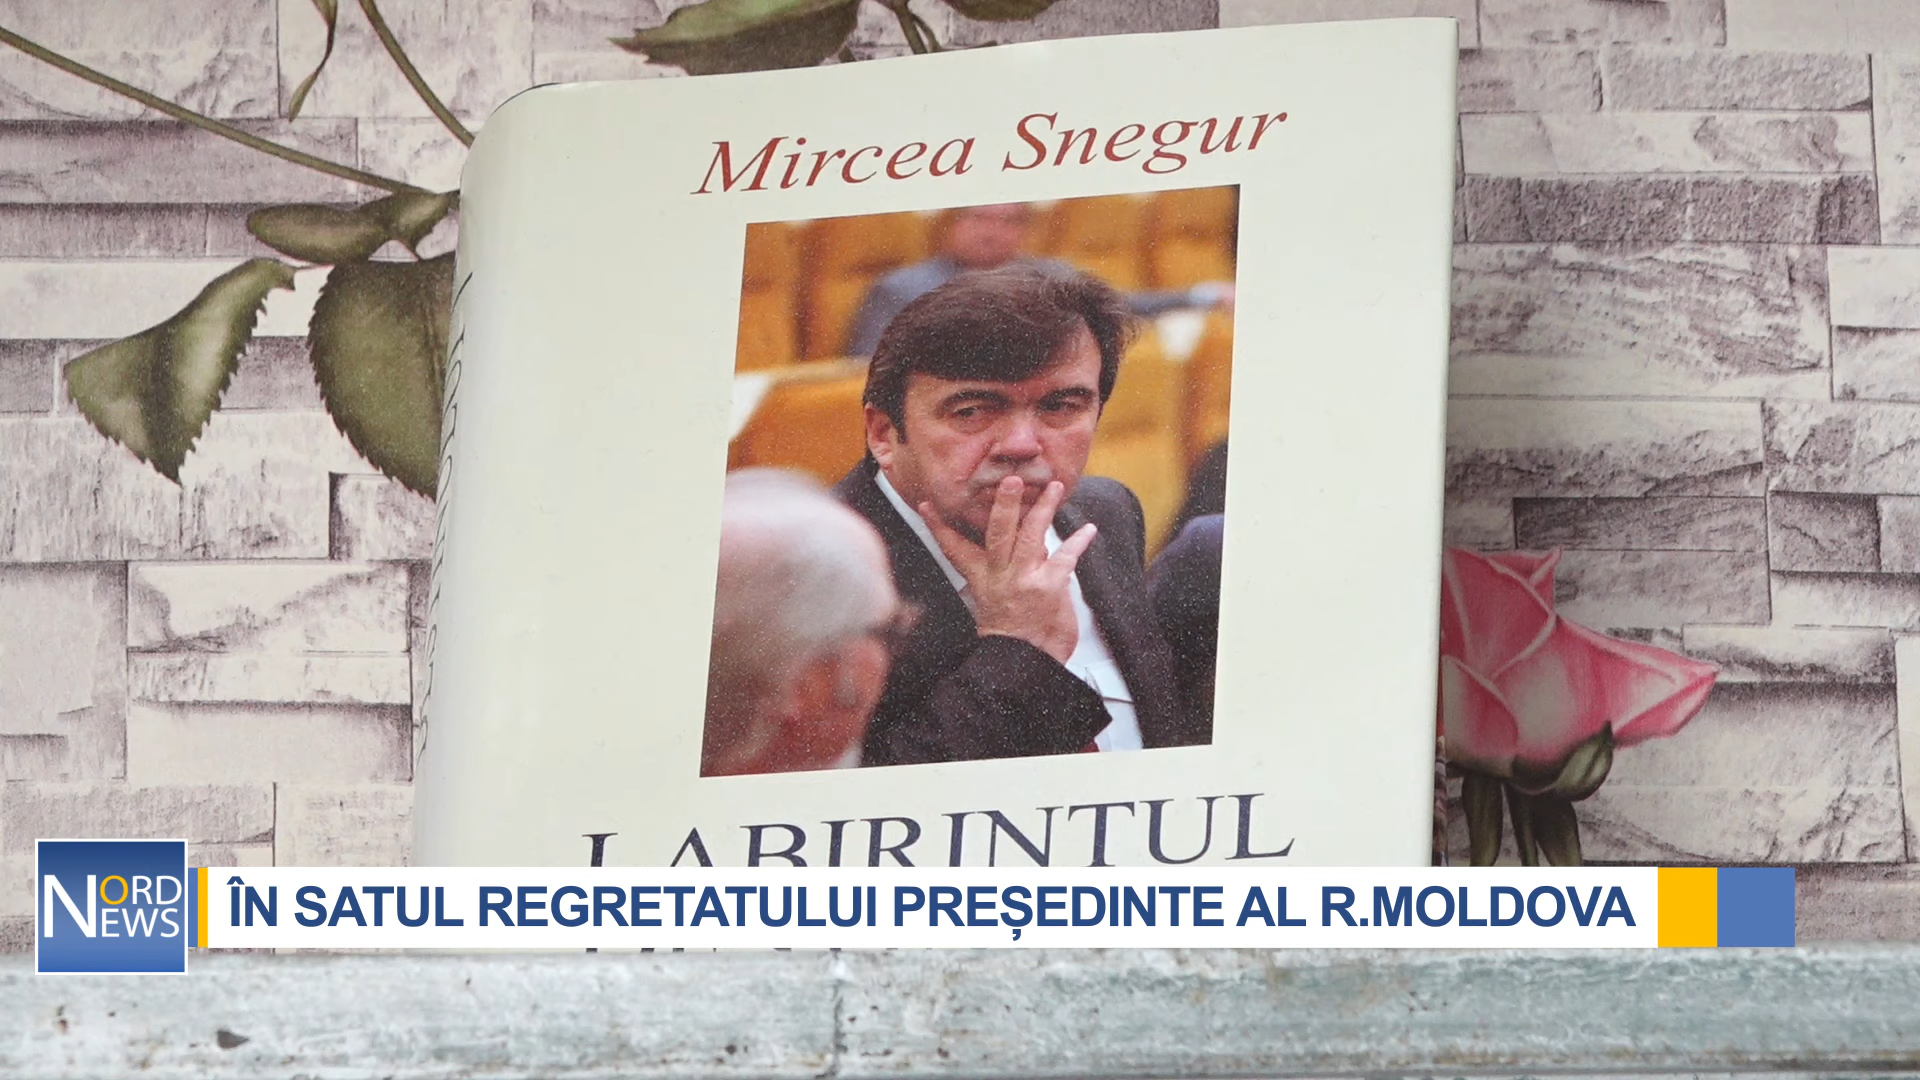 Mircea Snegur
LABIRINTUL
NORD
NEWS
ÎN SATUL REGRETATULUI PREȘEDINTE AL R.MOLDOVA